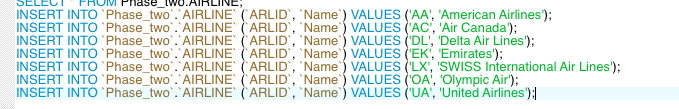 SELECT * FROM Phase_two.AIRLINE;
INSERT INTO `Phase_two`.`AIRLINE` (`ARLID`, `Name`) VALUES ('AA', 'American Airlines');
INSERT INTO `Phase_two`.`AIRLINE` (`ARLID`, `Name`) VALUES ('AC', 'Air Canada');
INSERT INTO `Phase_two`.`AIRLINE` (`ARLID`, `Name`) VALUES ('DL', 'Delta Air Lines');
INSERT INTO `Phase_two`.`AIRLINE` (`ARLID`, `Name`) VALUES ('EK', 'Emirates');
INSERT INTO `Phase_two`.`AIRLINE` (`ARLID`, `Name`) VALUES ('LX', 'SWISS International Air Lines');
INSERT INTO `Phase_two`.`AIRLINE` (`ARLID`, `Name`) VALUES ('OA', 'Olympic Air');
INSERT INTO `Phase_two`.`AIRLINE` (`ARLID`, `Name`) VALUES ('UA', 'United Airlines');